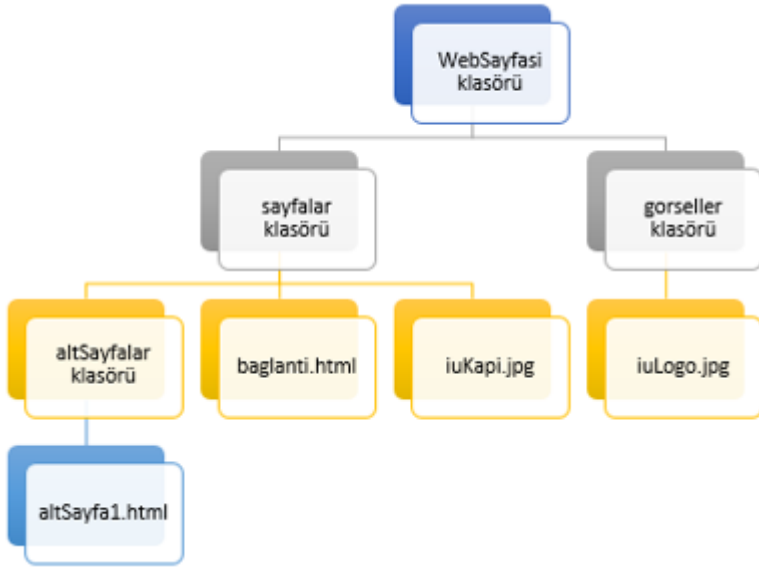 WebSayfasi
klasörü
sayfalar
klasörü
gorseller
klasörü
altSayfalar
klasörü
baglanti.html
iuKapi.jpg
iuLogo.jpg
altSayfa1.html